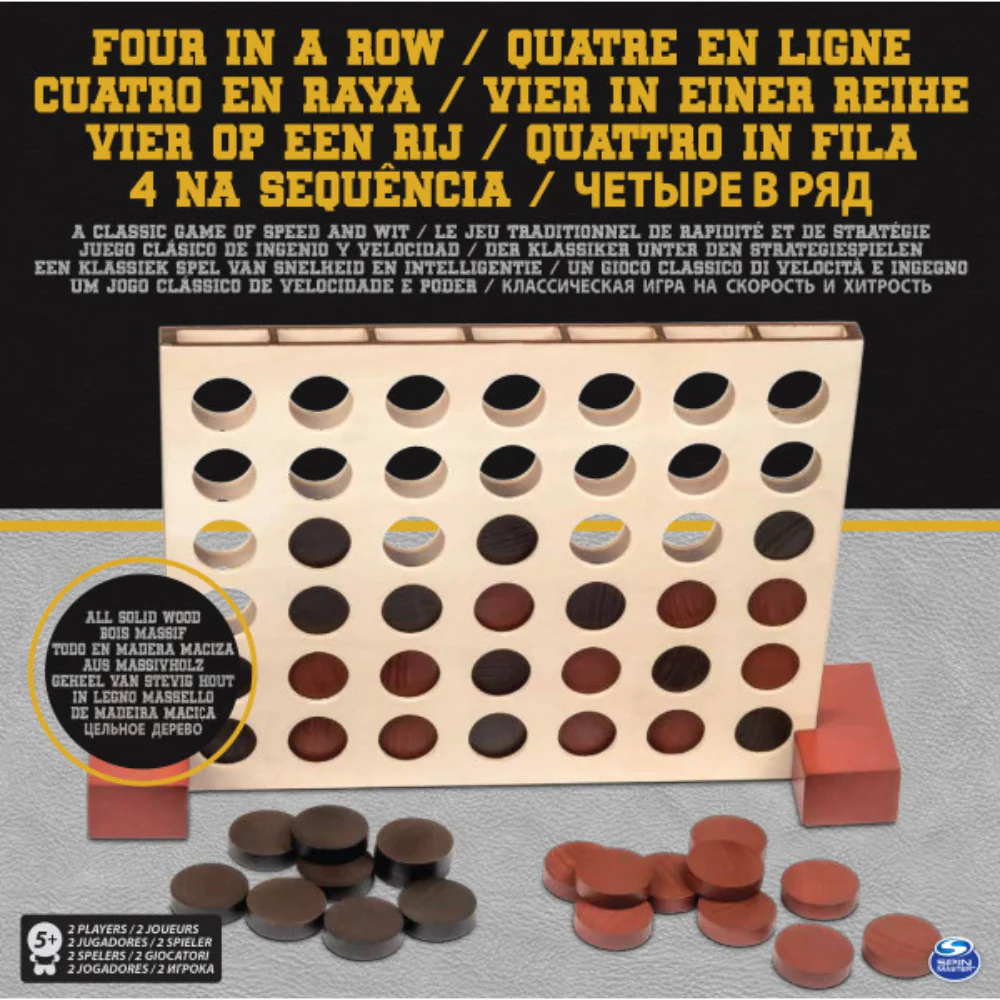 FOUR IN A ROW / QUATRE EN LIGNE
CUATRO EN RAYA / VIER IN EINER REIHE
VIER OP EEN RIJ / QUATTRO IN FILA
4 NA SEQUÊNCIA / ЧЕТЫРЕ В РЯД
A CLASSIC GAME OF SPEED AND WIT / LE JEU TRADITIONNEL DE RAPIDITÉ ET DE STRATÉGIE
JUEGO CLÁSICO DE INGENIO Y VELOCIDAD / DER KLASSIKER UNTER DEN STRATEGIESPIELEN
EEN KLASSIEK SPEL VAN SNELHEID EN INTELLIGENTIE / UN GIOCO CLASSICO DI VELOCITÀ E INGEGNO
UM JOGO CLÁSSICO DE VELOCIDADE E PODER / КЛАССИЧЕСКАЯ ИГРА НА СКОРОСТЬ И ХИТРОСТЬ
ALL SOLID WOOD
BOIS MASSIF
TODO EN MADERA MACIZA
AUS MASSIVHOLZ
GEHEEL VAN STEVIG HOUT
IN LEGNO MASSELLO
DE MADEIRA MACIÇA
ЦЕЛЬНОЕ ДЕРЕВО
5+
2 PLAYERS / 2 JOUEURS
2 JUGADORES / 2 SPIELER
2 SPELERS / 2 GIOCATORI
2 JOGADORES / 2 ИГРОКА
SPIN
MASTER